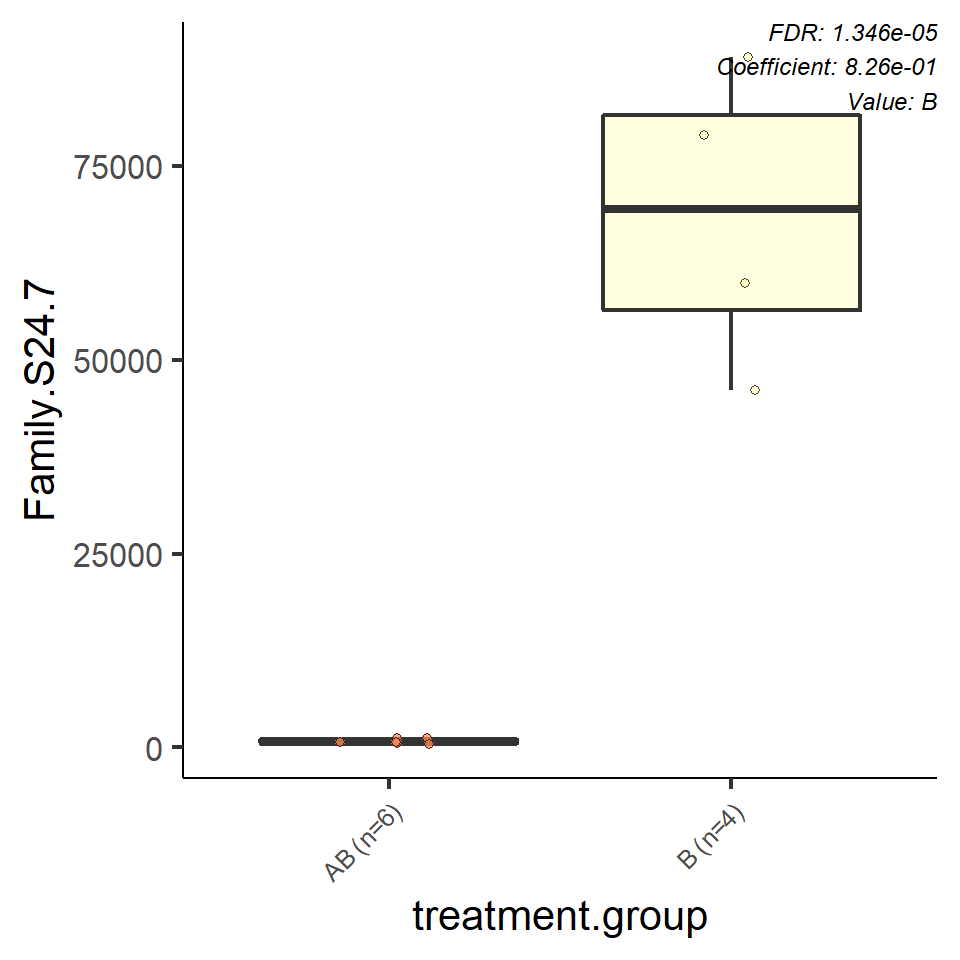 FDR: 1.346e-05
Coefficient: 8.26e-01
Value: B
Family.S24.7
75000
50000
25000
0
AB (n=6)
B (n=4)
treatment.group